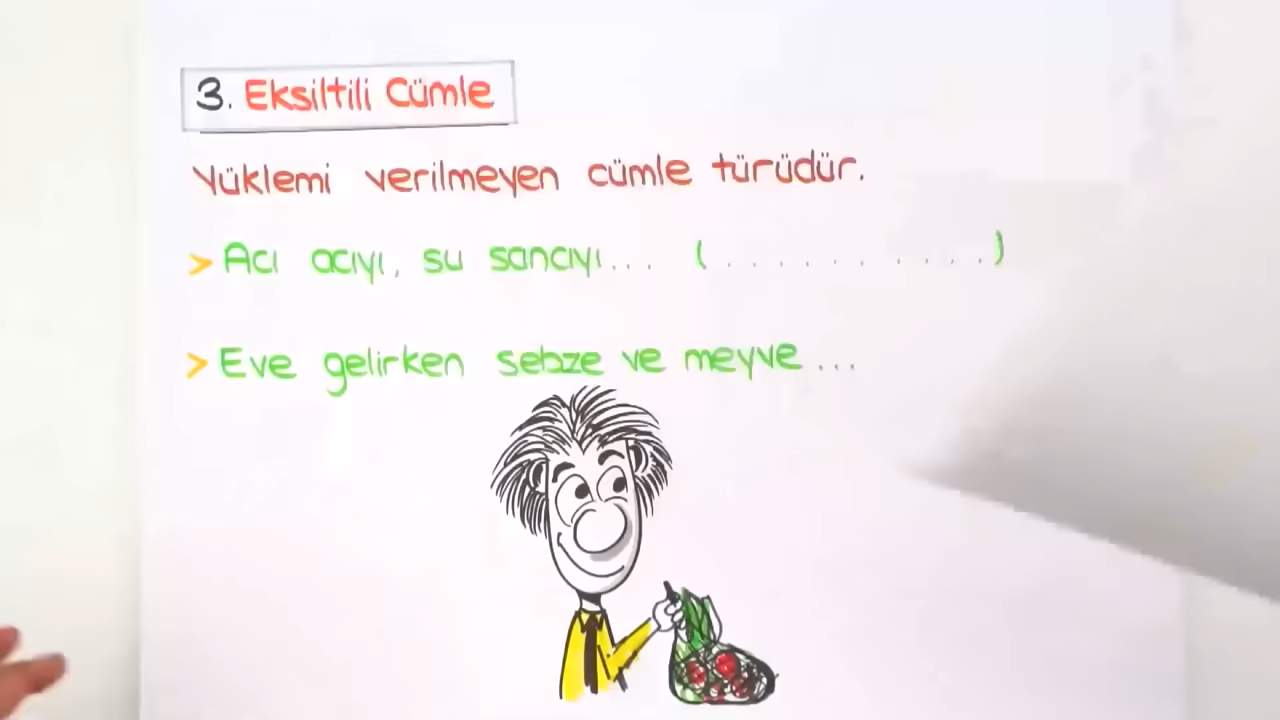 3. Eksiltili Cümle
Yüklemi verilmeyen cümle türüdür.
> Acı acıyı, su sancıyı... (. . . . . . . . . .)
> Eve gelirken sebze ve meyve...